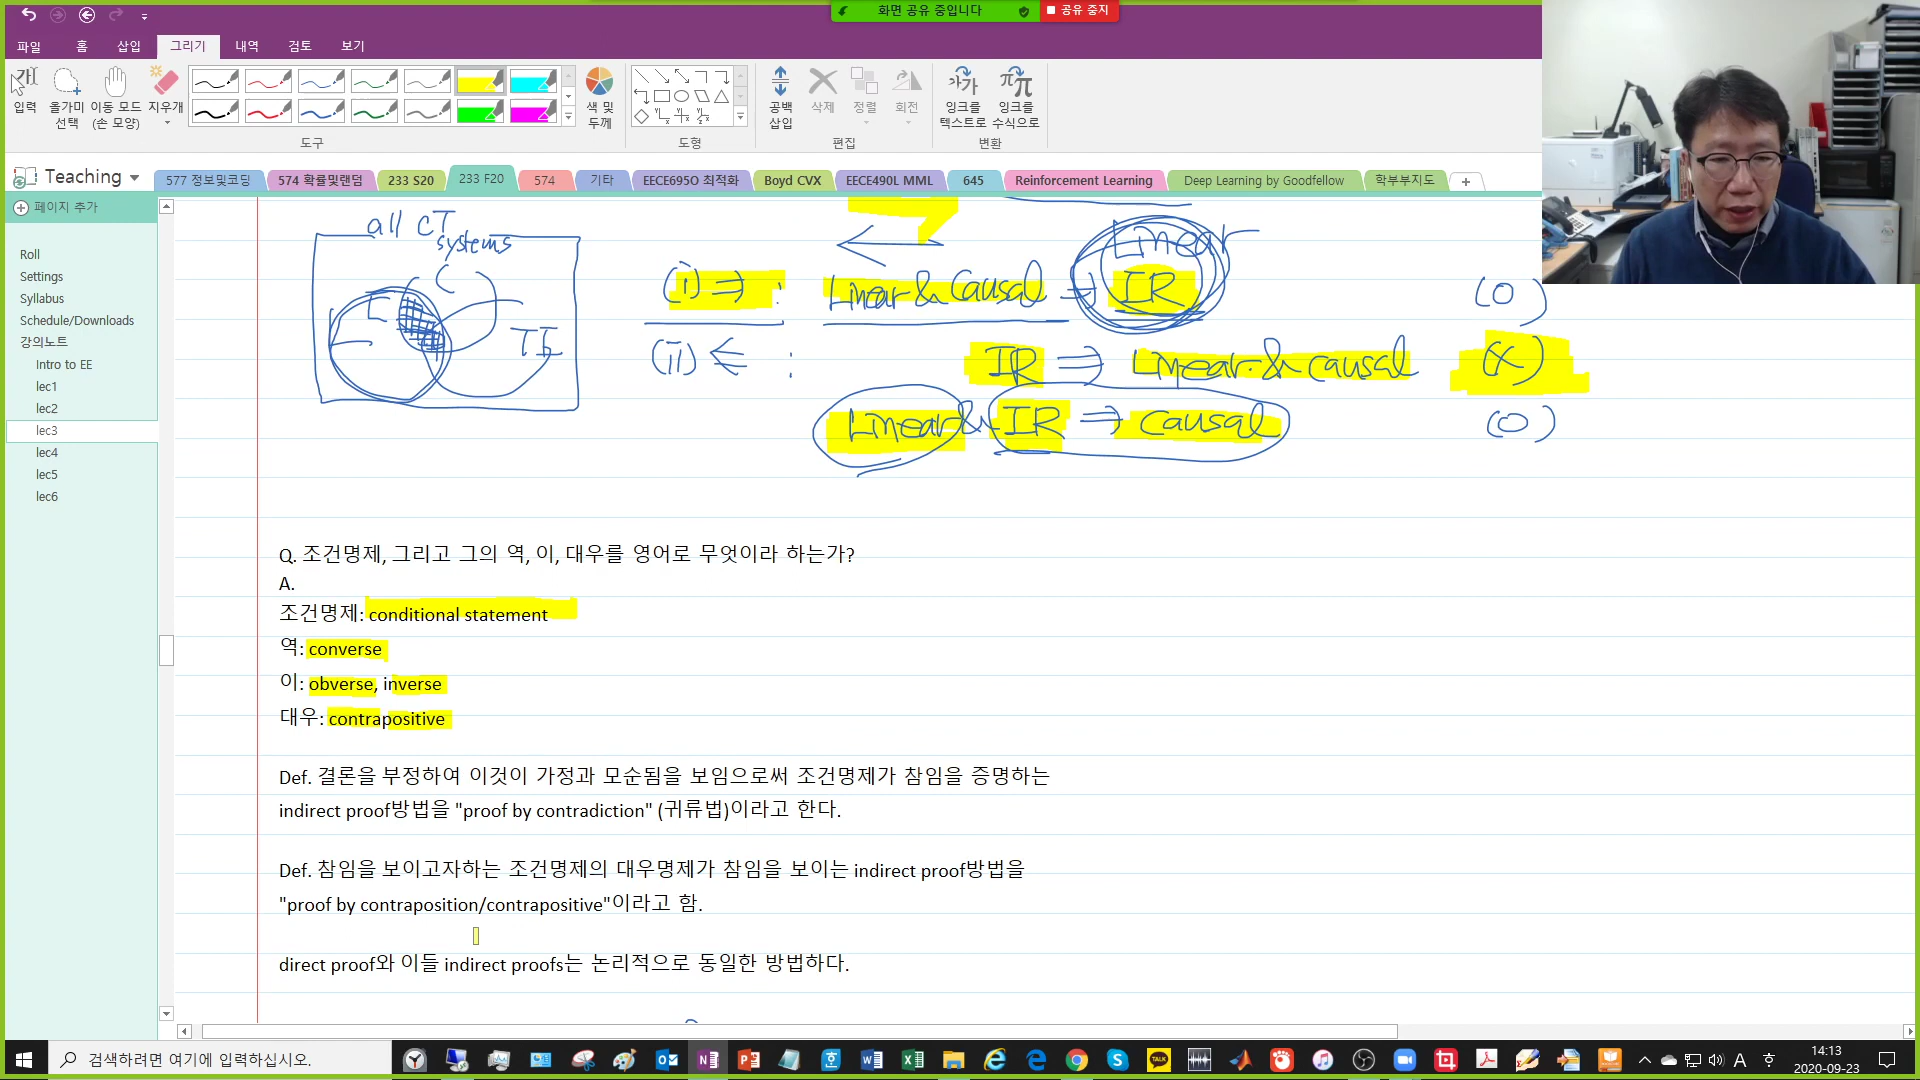 화면 공유 중입니다 공유 중지
파일 홈 삽입 그리기 내역 검토 보기
입력 올가미 선택 이동 모드 (손 모양) 지우개 색 및 두께 공백 삽입 삭제 정렬 회전 잉크를 텍스트로 잉크를 수식으로
도구 도형 편집 변환
Teaching 577 정보및코딩 574 확률및랜덤 233 S20 233 F20 574 기타 EECE695O 최적화 Boyd CVX EECE490L MML 645 Reinforcement Learning Deep Learning by Goodfellow 학부부지도
페이지 추가
Roll
Settings
Syllabus
Schedule/Downloads
강의노트
Intro to EE
lec1
lec2
lec3
lec4
lec5
lec6
all CT systems
L C TI
Linear
(i) ⇒ : Linear & Causal ⇒ IR (O)
(ii) ⇐ : IR ⇒ Linear & causal (X)
Linear & IR ⇒ causal (O)
Q. 조건명제, 그리고 그의 역, 이, 대우를 영어로 무엇이라 하는가?
A.
조건명제: conditional statement
역: converse
이: obverse, inverse
대우: contrapositive
Def. 결론을 부정하여 이것이 가정과 모순됨을 보임으로써 조건명제가 참임을 증명하는
indirect proof방법을 "proof by contradiction" (귀류법)이라고 한다.
Def. 참임을 보이고자하는 조건명제의 대우명제가 참임을 보이는 indirect proof방법을
"proof by contraposition/contrapositive"이라고 함.
direct proof와 이들 indirect proofs는 논리적으로 동일한 방법하다.
검색하려면 여기에 입력하십시오.
A
14:13
2020-09-23